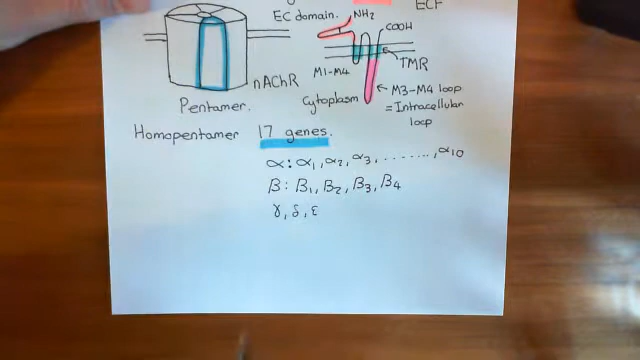 ECF
EC domain.
NH2
COOH
TMR
M1-M4
nAChR
Cytoplasm
M3-M4 loop
= Intracellular
loop
Pentamer.
Homopentamer 17 genes.
α: α1, α2, α3, ........, α10
β: β1, β2, β3, β4
γ, δ, ε